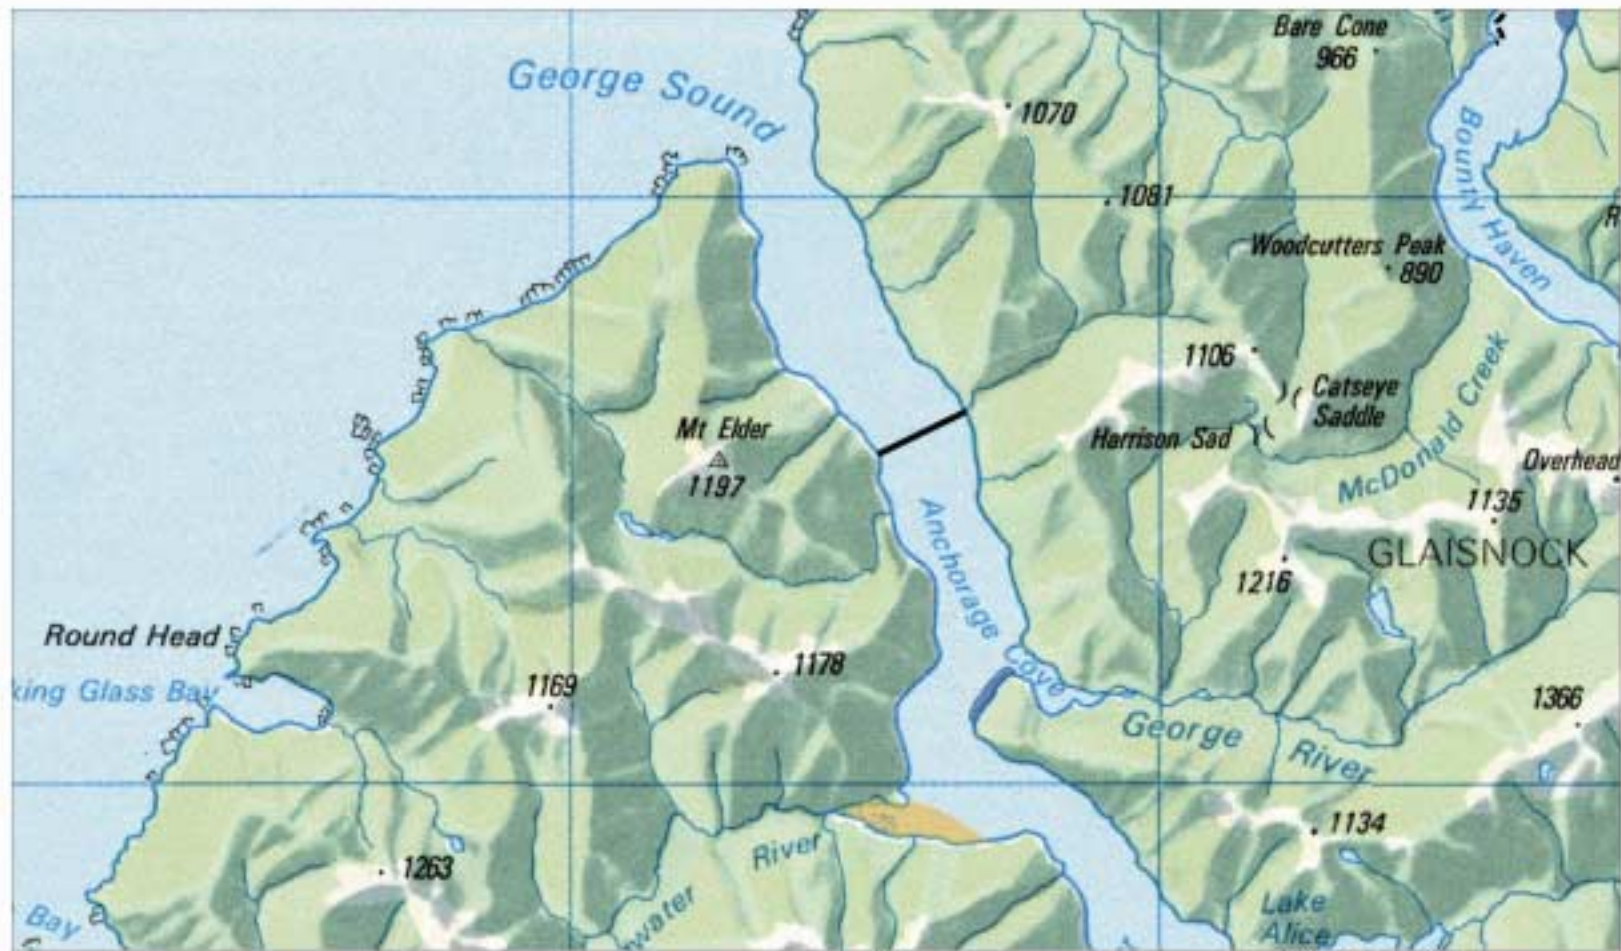 Bare Cone
966
George Sound
1070
Bounty Haven
1081
Woodcutters Peak
890
1106
Catseye
Saddle
Harrison Sad
McDonald Creek
Mt Elder
1197
Overhead
1135
GLAISNOCK
1216
Anchorage
Cove
Round Head
king Glass Bay
1178
1169
1366
George River
1134
River
1263
water
Lake
Alice
Bay